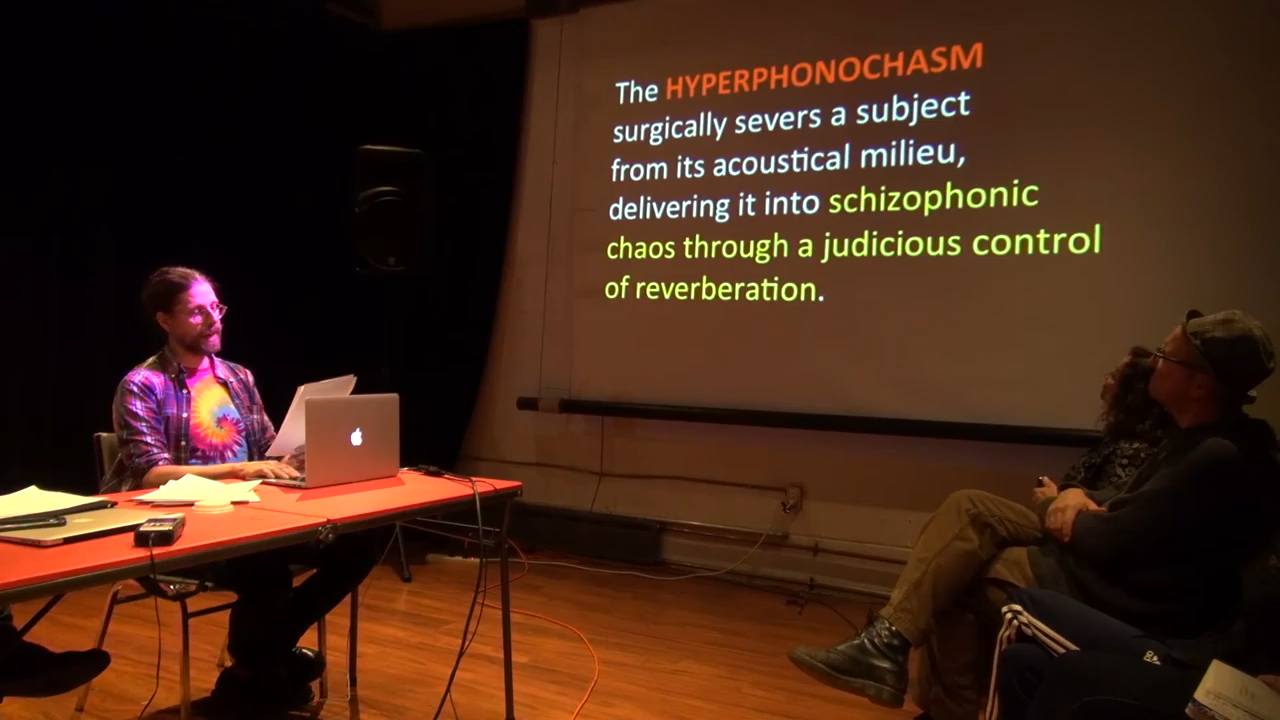 The HYPERPHONOCHASM
surgically severs a subject
from its acoustical milieu,
delivering it into schizophonic
chaos through a judicious control
of reverberation.